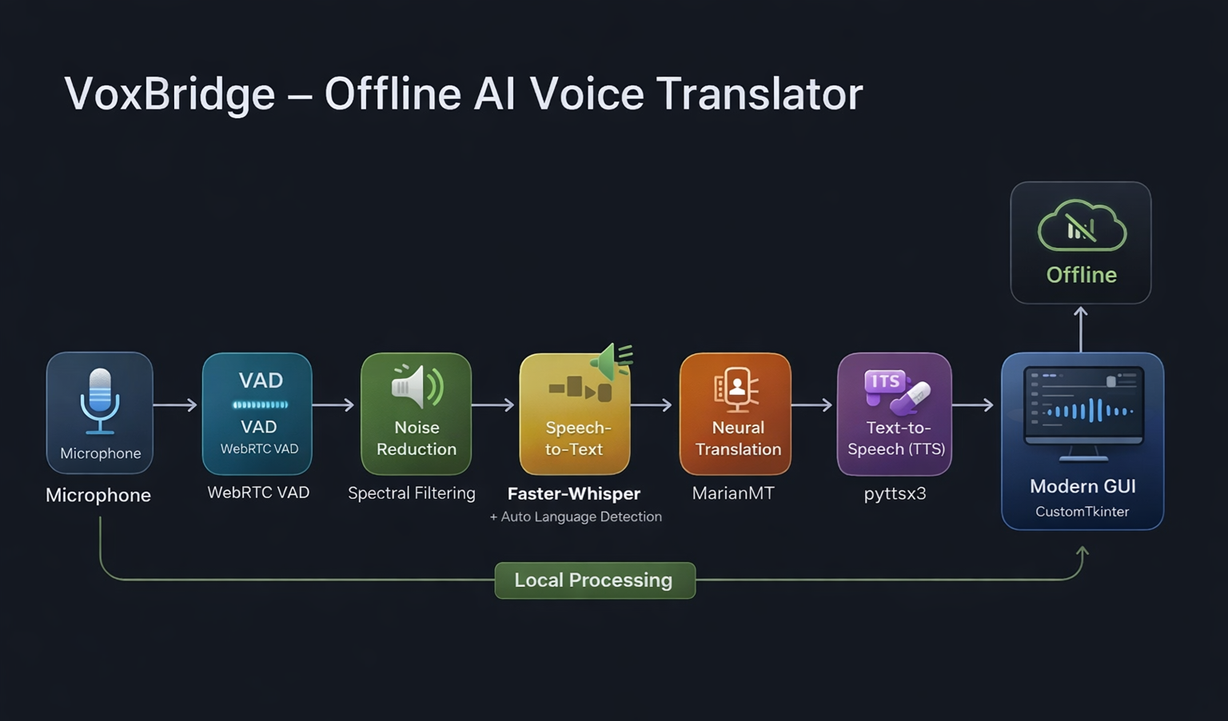 VoxBridge – Offline AI Voice Translator
Offline
Microphone
Microphone
VAD
VAD
WebRTC VAD
WebRTC VAD
Noise
Reduction
Spectral Filtering
Speech-
to-Text
Faster-Whisper
+ Auto Language Detection
Neural
Translation
MarianMT
1TS
Text-to-
Speech (TTS)
pyttsx3
Modern GUI
CustomTkinter
Local Processing